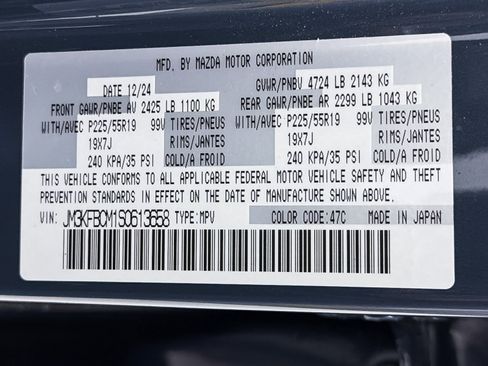 MFD. BY MAZDA MOTOR CORPORATION
DATE 12/24 GVWR/PNBV 4724 LB 2143 KG
FRONT GAWR/PNBE AV 2425 LB 1100 KG REAR GAWR/PNBE AR 2299 LB 1043 KG
WITH/AVEC P225/55R19 99V TIRES/PNEUS WITH/AVEC P225/55R19 99V TIRES/PNEUS
19X7J RIMS/JANTES 19X7J RIMS/JANTES
240 KPA/35 PSI COLD/A FROID 240 KPA/35 PSI COLD/A FROID
THIS VEHICLE CONFORMS TO ALL APPLICABLE FEDERAL MOTOR VEHICLE SAFETY AND THEFT
PREVENTION STANDARDS IN EFFECT ON THE DATE OF MANUFACTURE SHOWN ABOVE.
VIN: JM3KFBCM1S0613658 TYPE:MPV COLOR CODE:47C MADE IN JAPAN